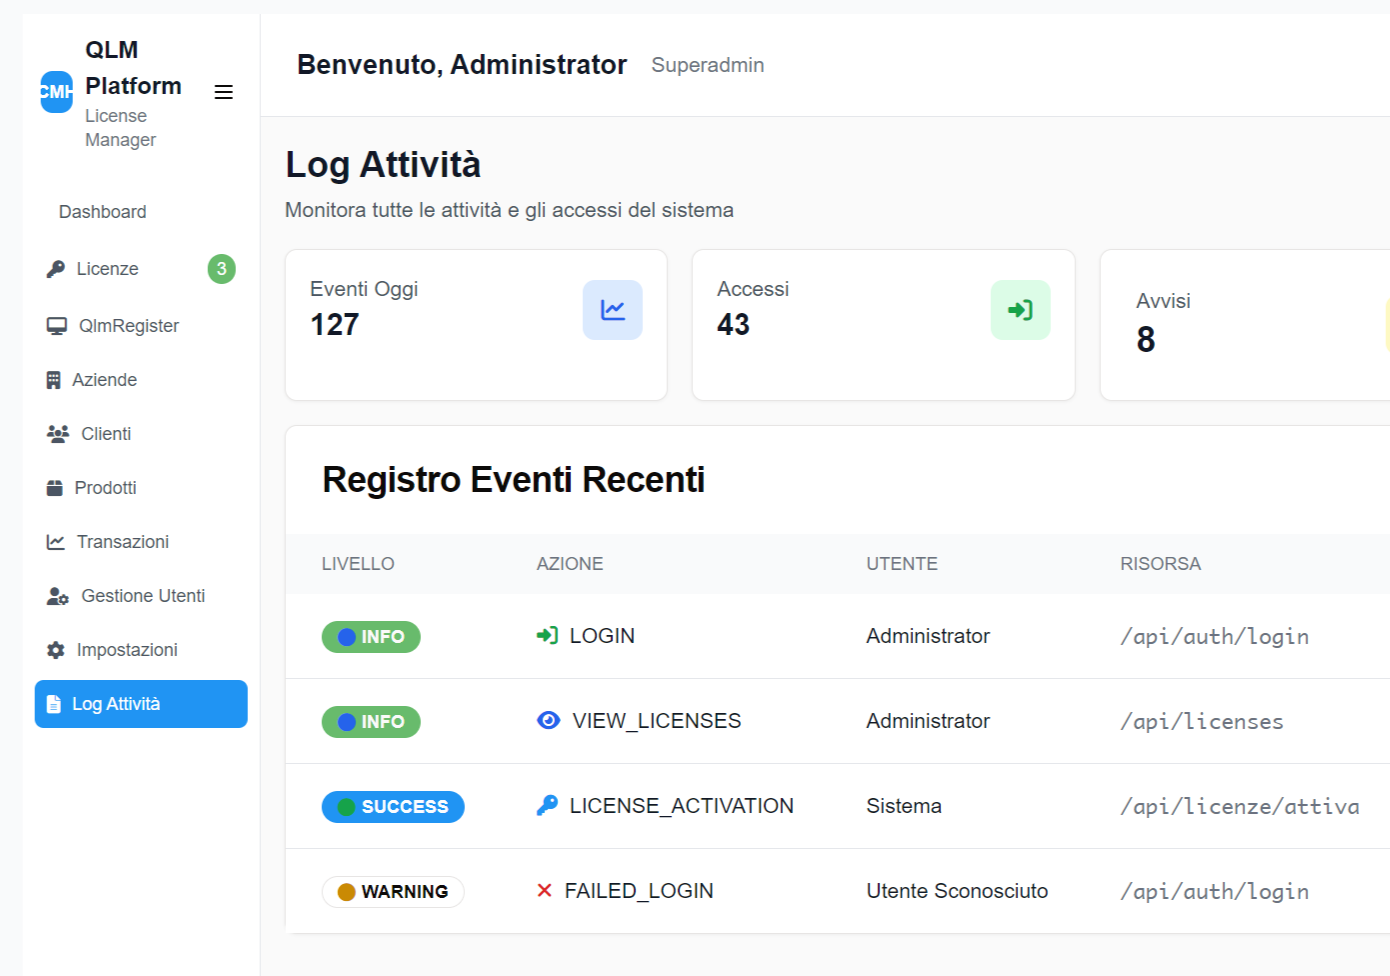 QLM
Platform
CMH
License
Manager
Benvenuto, Administrator Superadmin
Dashboard
Licenze 3
QlmRegister
Aziende
Clienti
Prodotti
Transazioni
Gestione Utenti
Impostazioni
Log Attività
Log Attività
Monitora tutte le attività e gli accessi del sistema
Eventi Oggi
127
Accessi
43
Avvisi
8
Registro Eventi Recenti
LIVELLO AZIONE UTENTE RISORSA
INFO LOGIN Administrator /api/auth/login
INFO VIEW_LICENSES Administrator /api/licenses
SUCCESS LICENSE_ACTIVATION Sistema /api/licenze/attiva
WARNING FAILED_LOGIN Utente Sconosciuto /api/auth/login